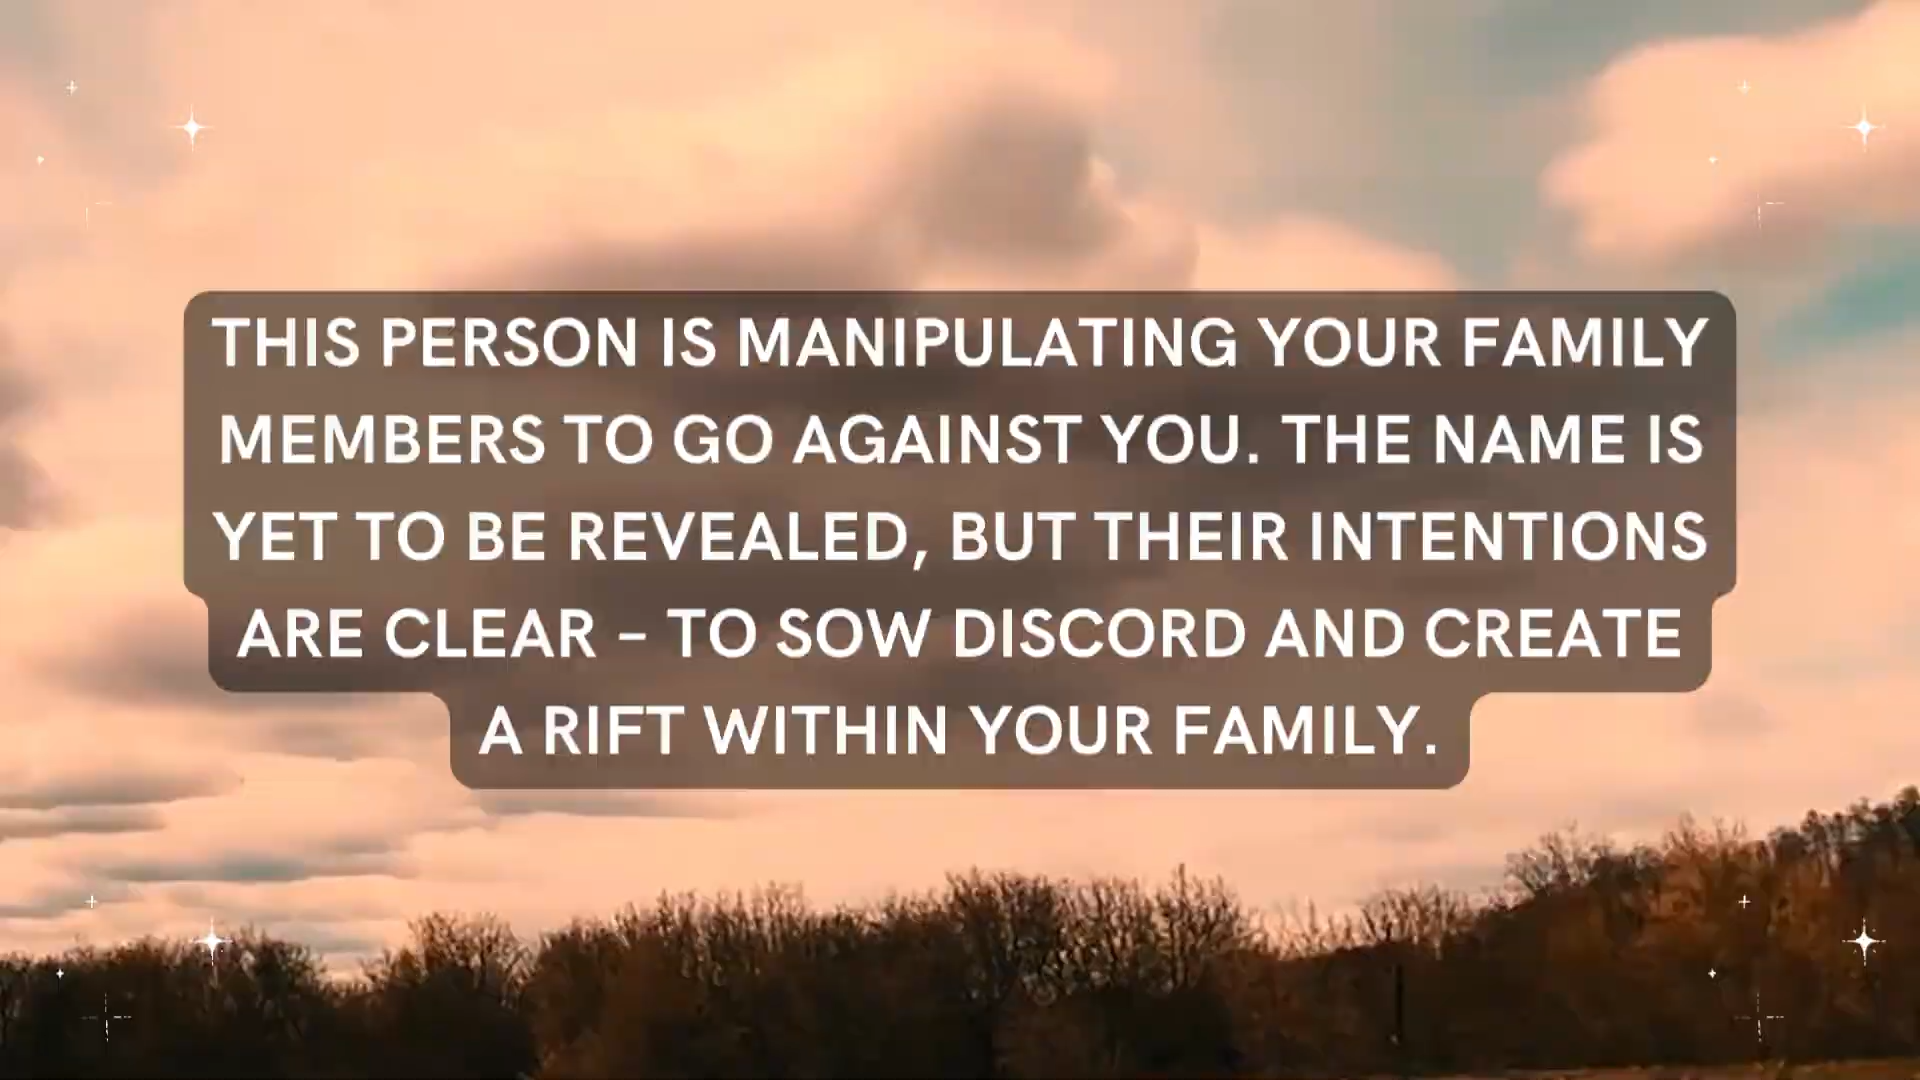 THIS PERSON IS MANIPULATING YOUR FAMILY
MEMBERS TO GO AGAINST YOU. THE NAME IS
YET TO BE REVEALED, BUT THEIR INTENTIONS
ARE CLEAR – TO SOW DISCORD AND CREATE
A RIFT WITHIN YOUR FAMILY.